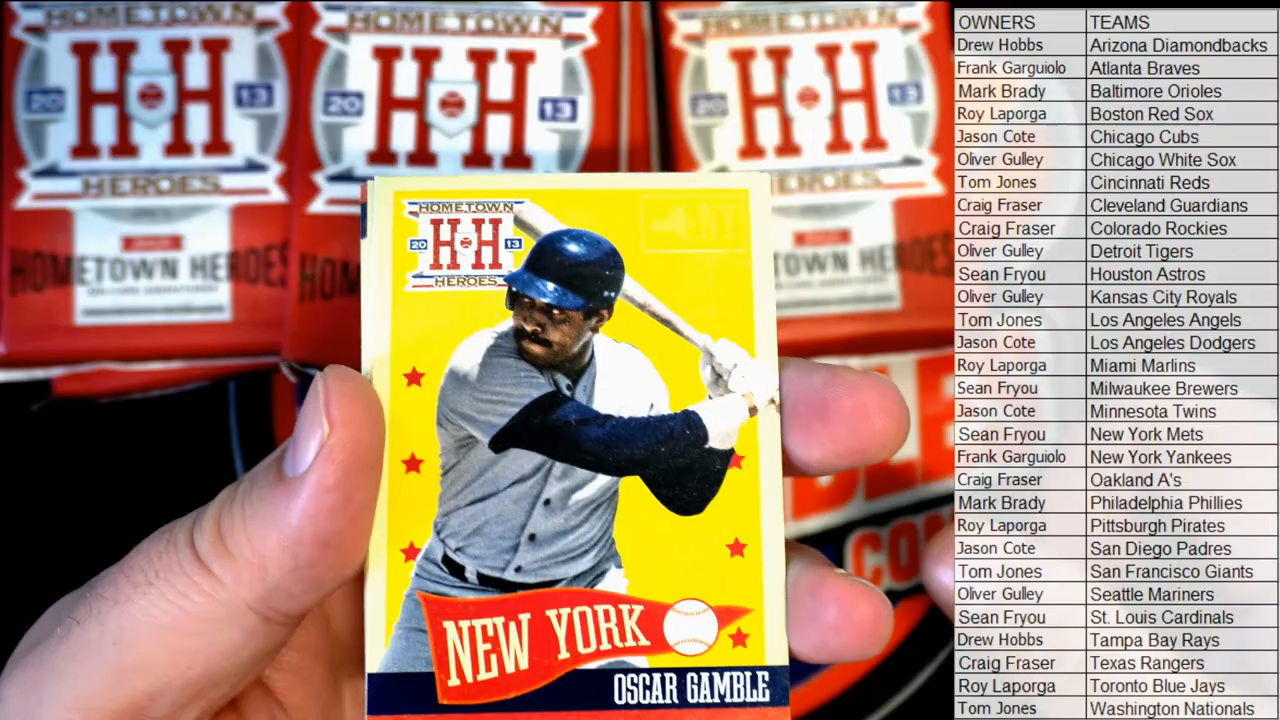 HOMETOWN
HH
20 13
HEROES
HOMETOWN HEROES
HOMETOWN
HH
20 13
HOMETOWN
HH
20 13
HEROES
TOWN HE
HOMETOWN
HH
20 13
HEROES
NY
NEW YORK
OSCAR GAMBLE
CO
OWNERS TEAMS
Drew Hobbs Arizona Diamondbacks
Frank Garguiolo Atlanta Braves
Mark Brady Baltimore Orioles
Roy Laporga Boston Red Sox
Jason Cote Chicago Cubs
Oliver Gulley Chicago White Sox
Tom Jones Cincinnati Reds
Craig Fraser Cleveland Guardians
Craig Fraser Colorado Rockies
Oliver Gulley Detroit Tigers
Sean Fryou Houston Astros
Oliver Gulley Kansas City Royals
Tom Jones Los Angeles Angels
Jason Cote Los Angeles Dodgers
Roy Laporga Miami Marlins
Sean Fryou Milwaukee Brewers
Jason Cote Minnesota Twins
Sean Fryou New York Mets
Frank Garguiolo New York Yankees
Craig Fraser Oakland A's
Mark Brady Philadelphia Phillies
Roy Laporga Pittsburgh Pirates
Jason Cote San Diego Padres
Tom Jones San Francisco Giants
Oliver Gulley Seattle Mariners
Sean Fryou St. Louis Cardinals
Drew Hobbs Tampa Bay Rays
Craig Fraser Texas Rangers
Roy Laporga Toronto Blue Jays
Tom Jones Washington Nationals